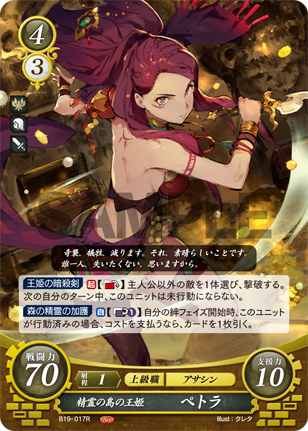 4
3
SAMPLE
奇襲、犠牲、減ります。それ、素晴らしいことです。
誰一人、失いたくない、思いますから。
王姫の暗殺剣 起【】主人公以外の敵を1体選び、撃破する。
次の自分のターン中、このユニットは未行動にならない。
森の精霊の加護 自【1】自分の絆フェイズ開始時、このユニット
が行動済みの場合、コストを支払うなら、カードを1枚引く。
戦闘力
70
射程 1 上級職 アサシン
支援力
10
精霊の島の王姫 ペトラ
B19-017R
Illust:クレタ